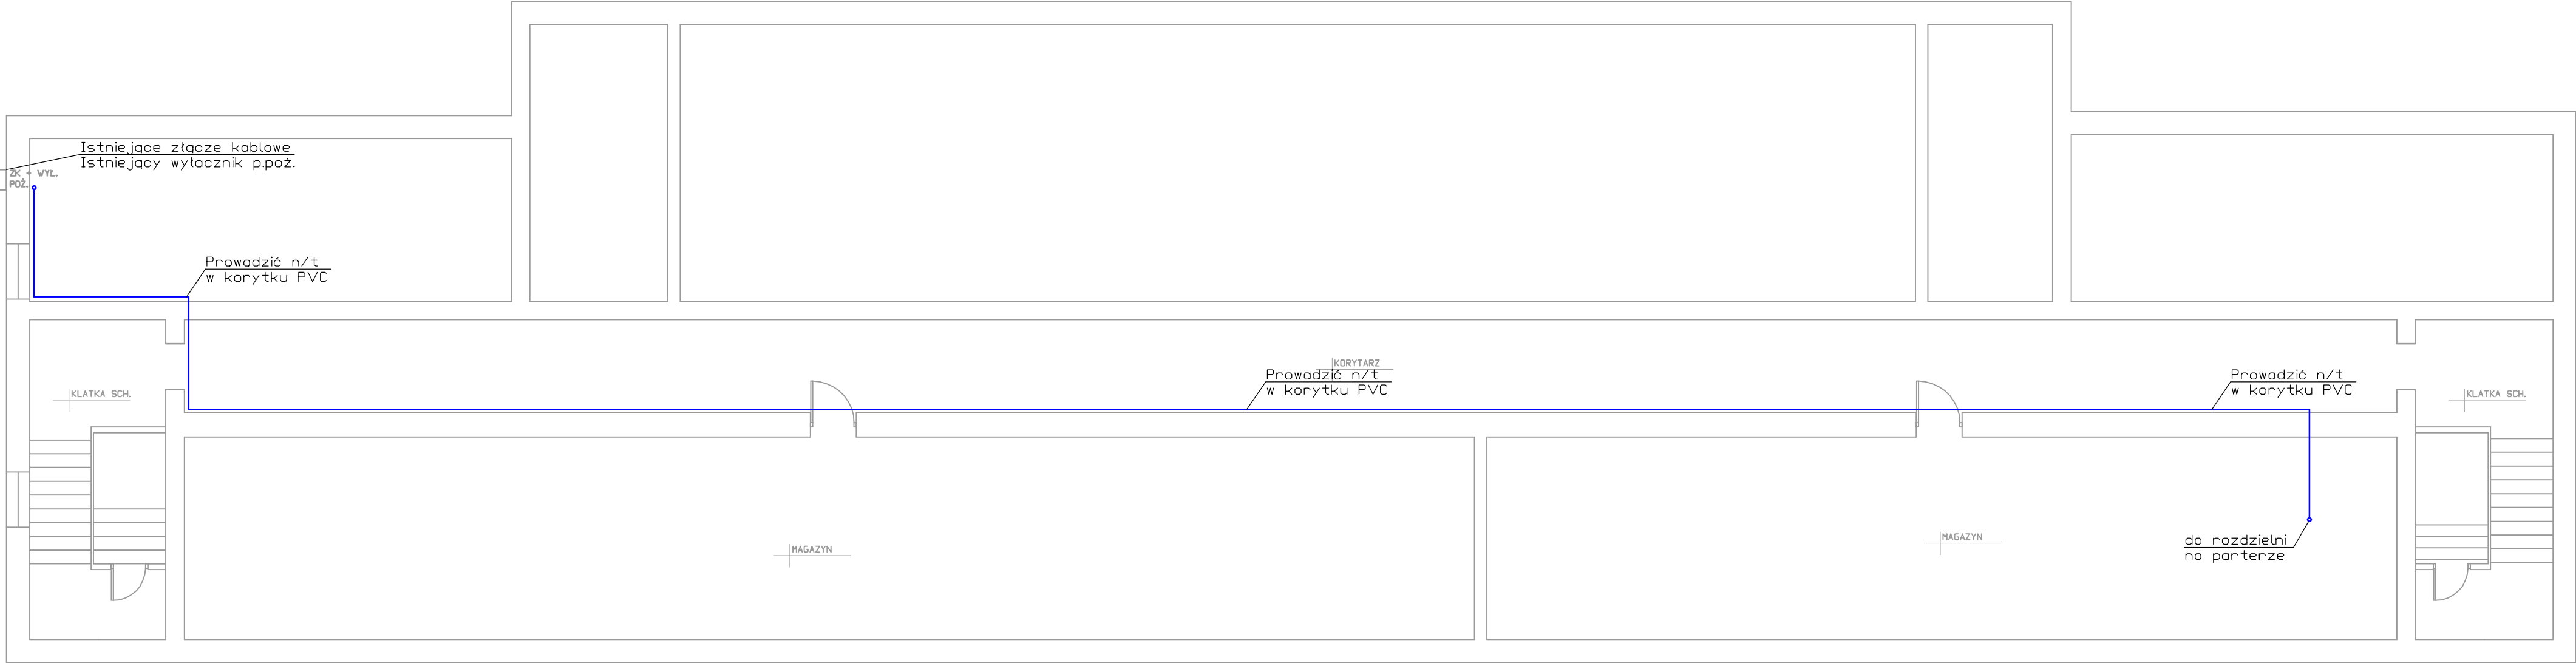 Istniejące złącze kablowe
Istniejący wyłacznik p.poż.
ZK + WYŁ.
POŻ.
Prowadzić n/t
w korytku PVC
KORYTARZ
Prowadzić n/t
w korytku PVC
Prowadzić n/t
w korytku PVC
KLATKA SCH.
KLATKA SCH.
MAGAZYN
MAGAZYN
do rozdzielni
na parterze